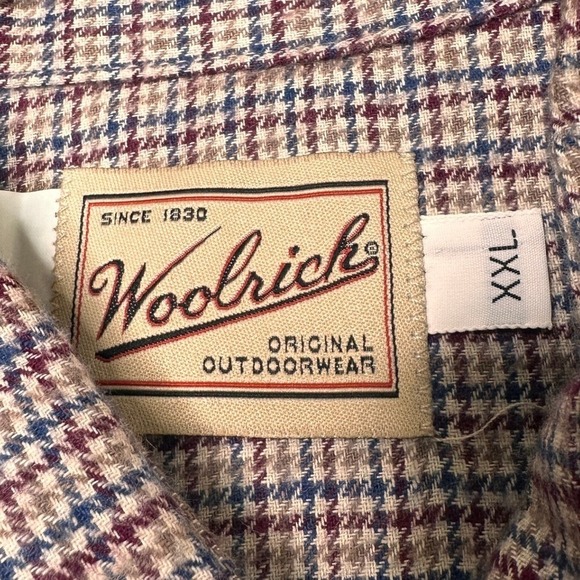 SINCE 1830
Woolrich®
ORIGINAL
OUTDOORWEAR
XXL